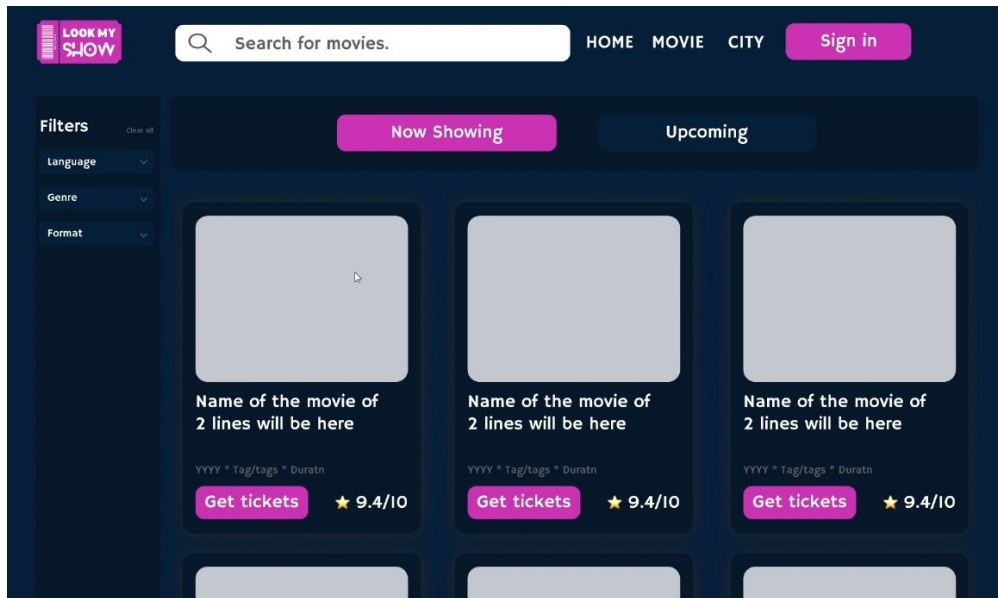 LOOK MY
SHOW
Search for movies.
HOME MOVIE CITY Sign in
Filters Clear all
Language
Genre
Format
Now Showing Upcoming
Name of the movie of
2 lines will be here
YYYY * Tag/tags * Duratn
Get tickets 9.4/10
Name of the movie of
2 lines will be here
YYYY * Tag/tags * Duratn
Get tickets 9.4/10
Name of the movie of
2 lines will be here
YYYY * Tag/tags * Duratn
Get tickets 9.4/10